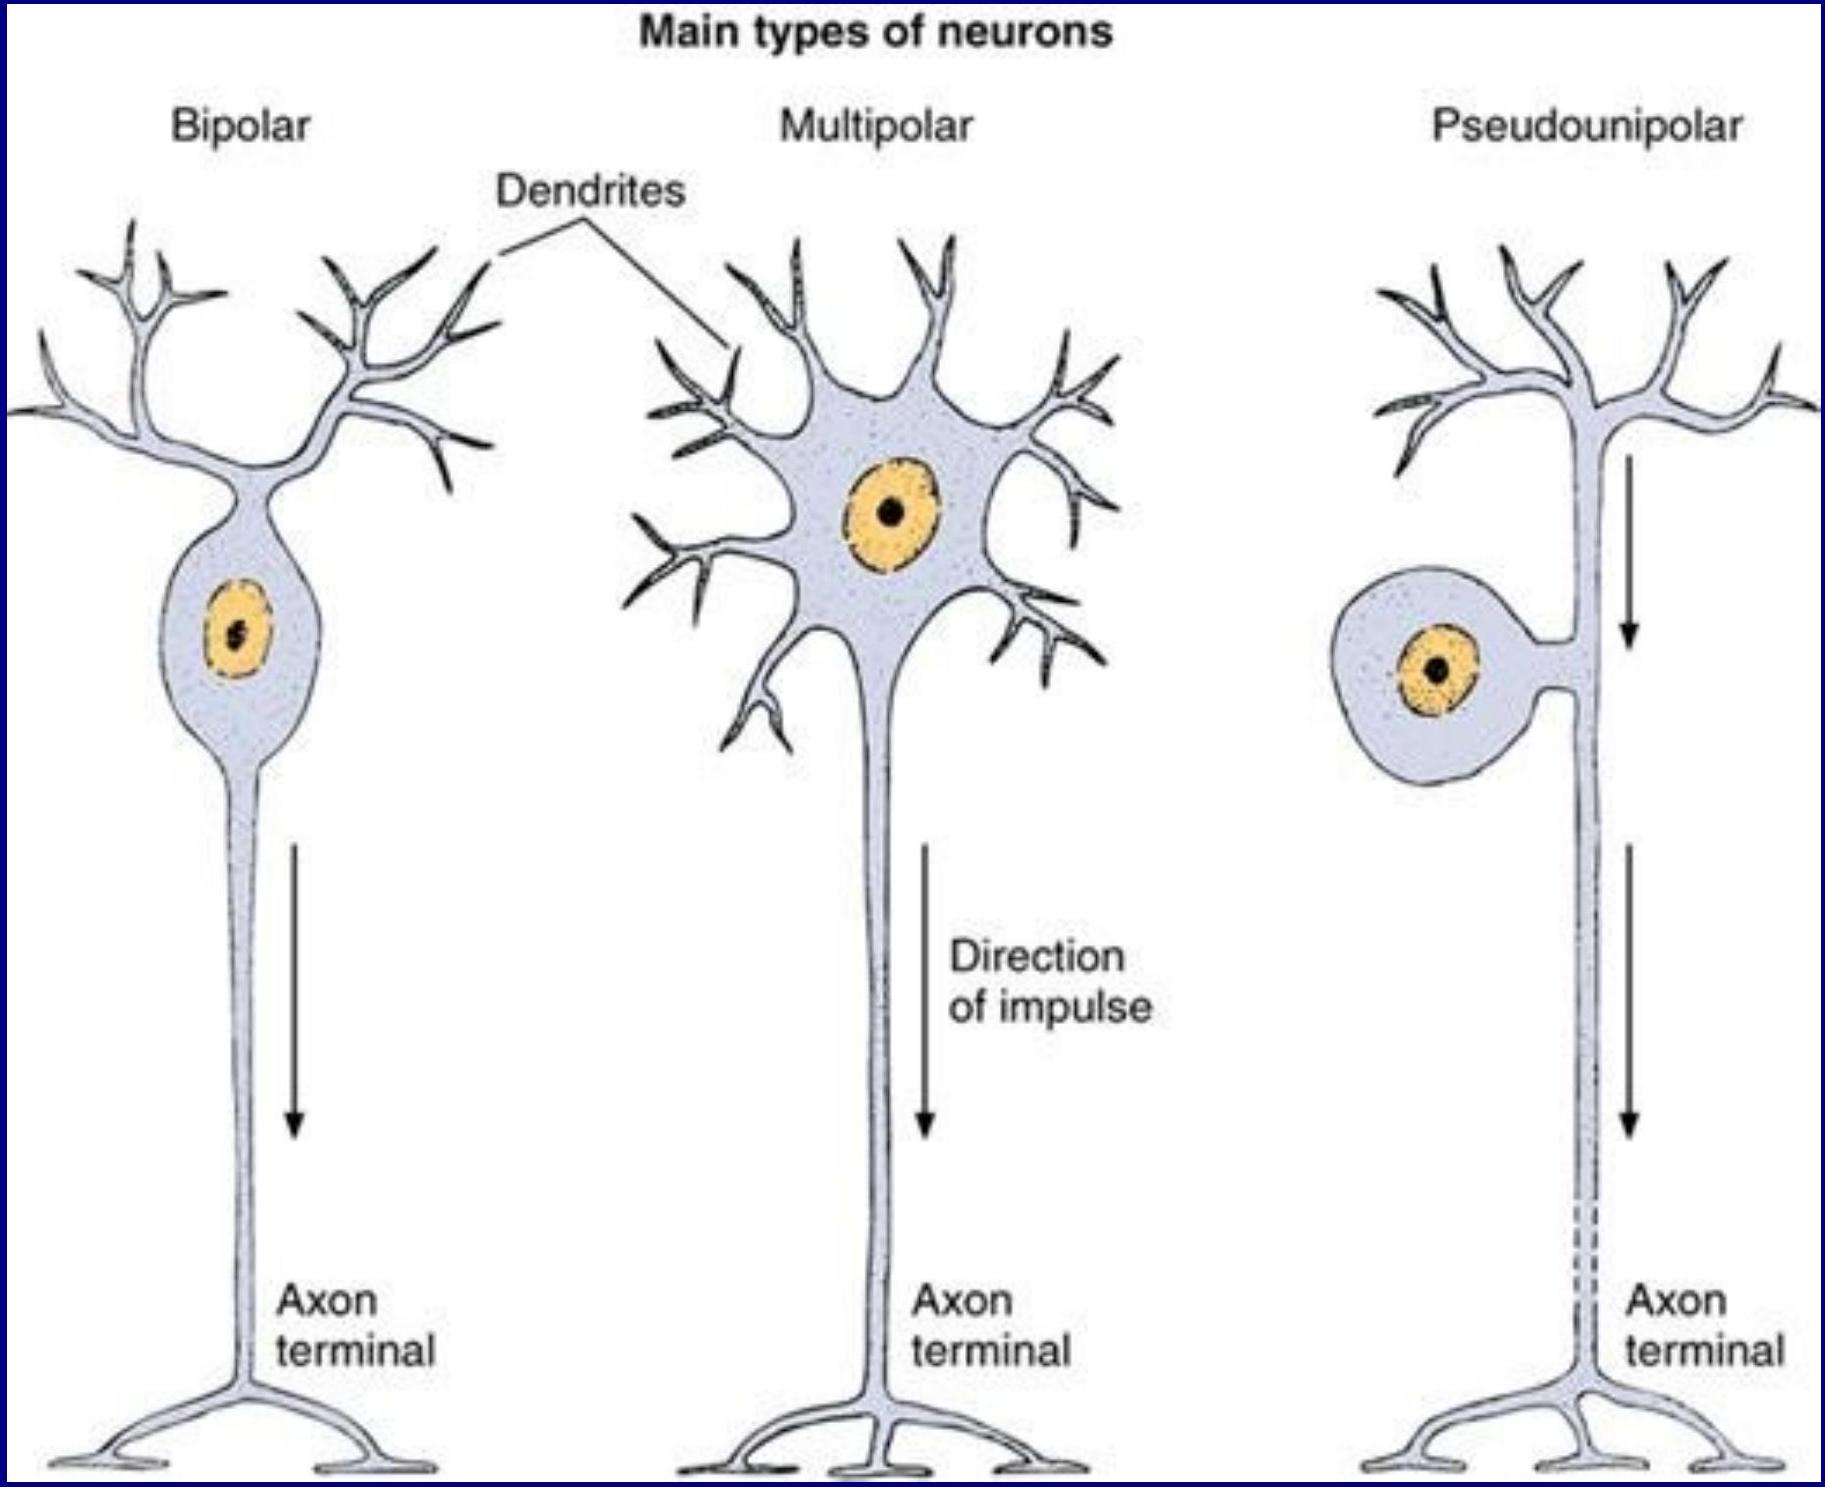 Main types of neurons
Bipolar
Multipolar
Pseudounipolar
Dendrites
Direction
of impulse
Axon
terminal
Axon
terminal
Axon
terminal